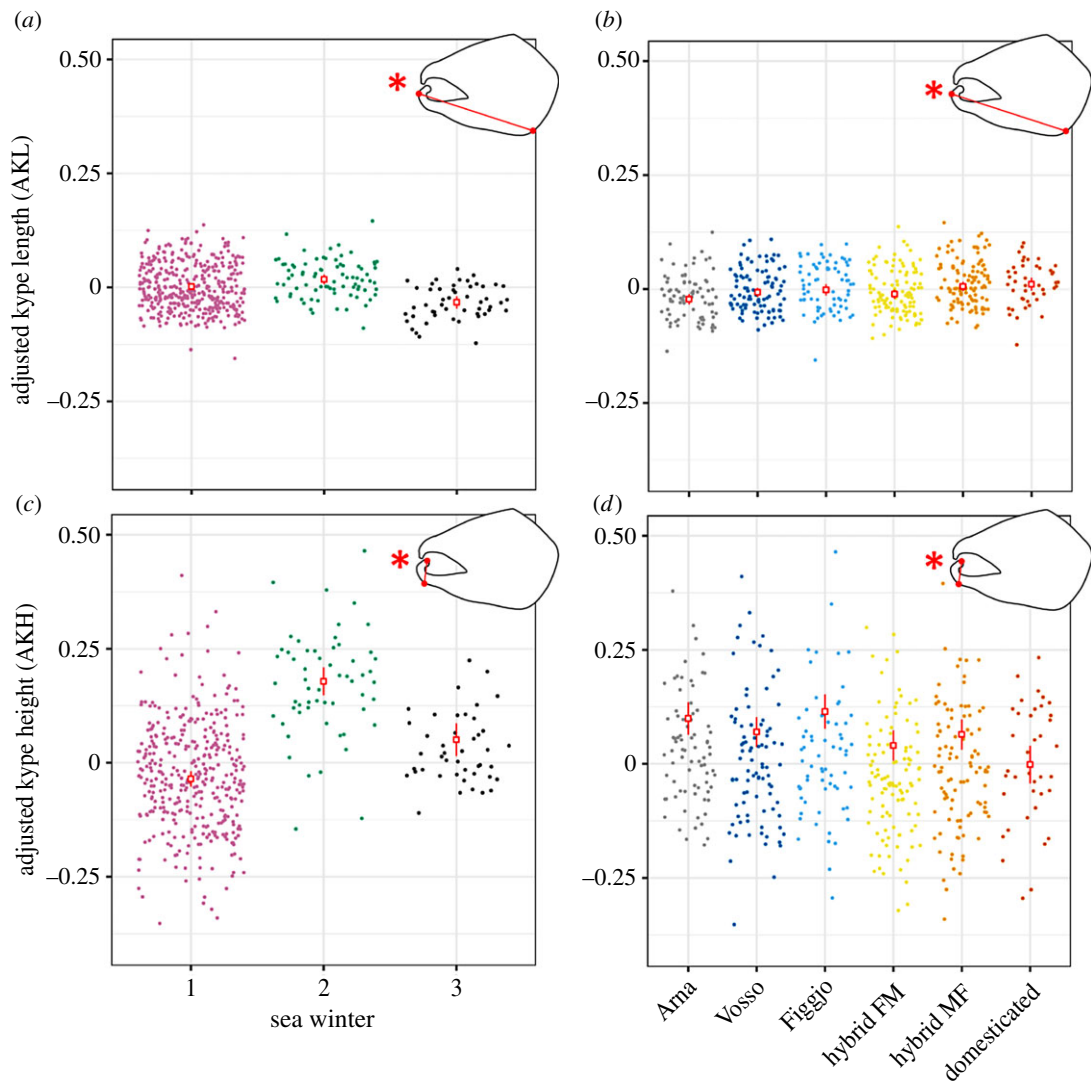 (a)
(b)
0.50
0.25
0
–0.25
adjusted kype length (AKL)
*
0.50
0.25
0
–0.25
*
(c)
(d)
0.50
0.25
0
–0.25
adjusted kype height (AKH)
*
1
2
3
sea winter
0.50
0.25
0
–0.25
*
Arna
Vosso
Figgjo
hybrid FM
hybrid MF
domesticated